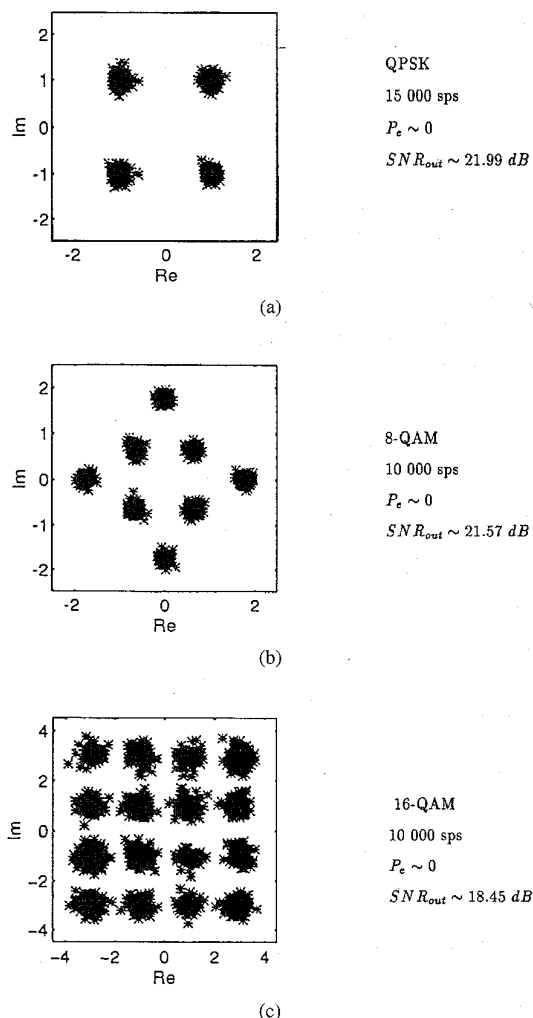 2
1
0
-1
-2
Im
-2
0
2
Re
QPSK
15 000 sps
P_e ~ 0
SNR_out ~ 21.99 dB
(a)
2
1
0
-1
-2
Im
-2
0
2
Re
8-QAM
10 000 sps
P_e ~ 0
SNR_out ~ 21.57 dB
(b)
4
2
0
-2
-4
Im
-4
-2
0
2
4
Re
16-QAM
10 000 sps
P_e ~ 0
SNR_out ~ 18.45 dB
(c)